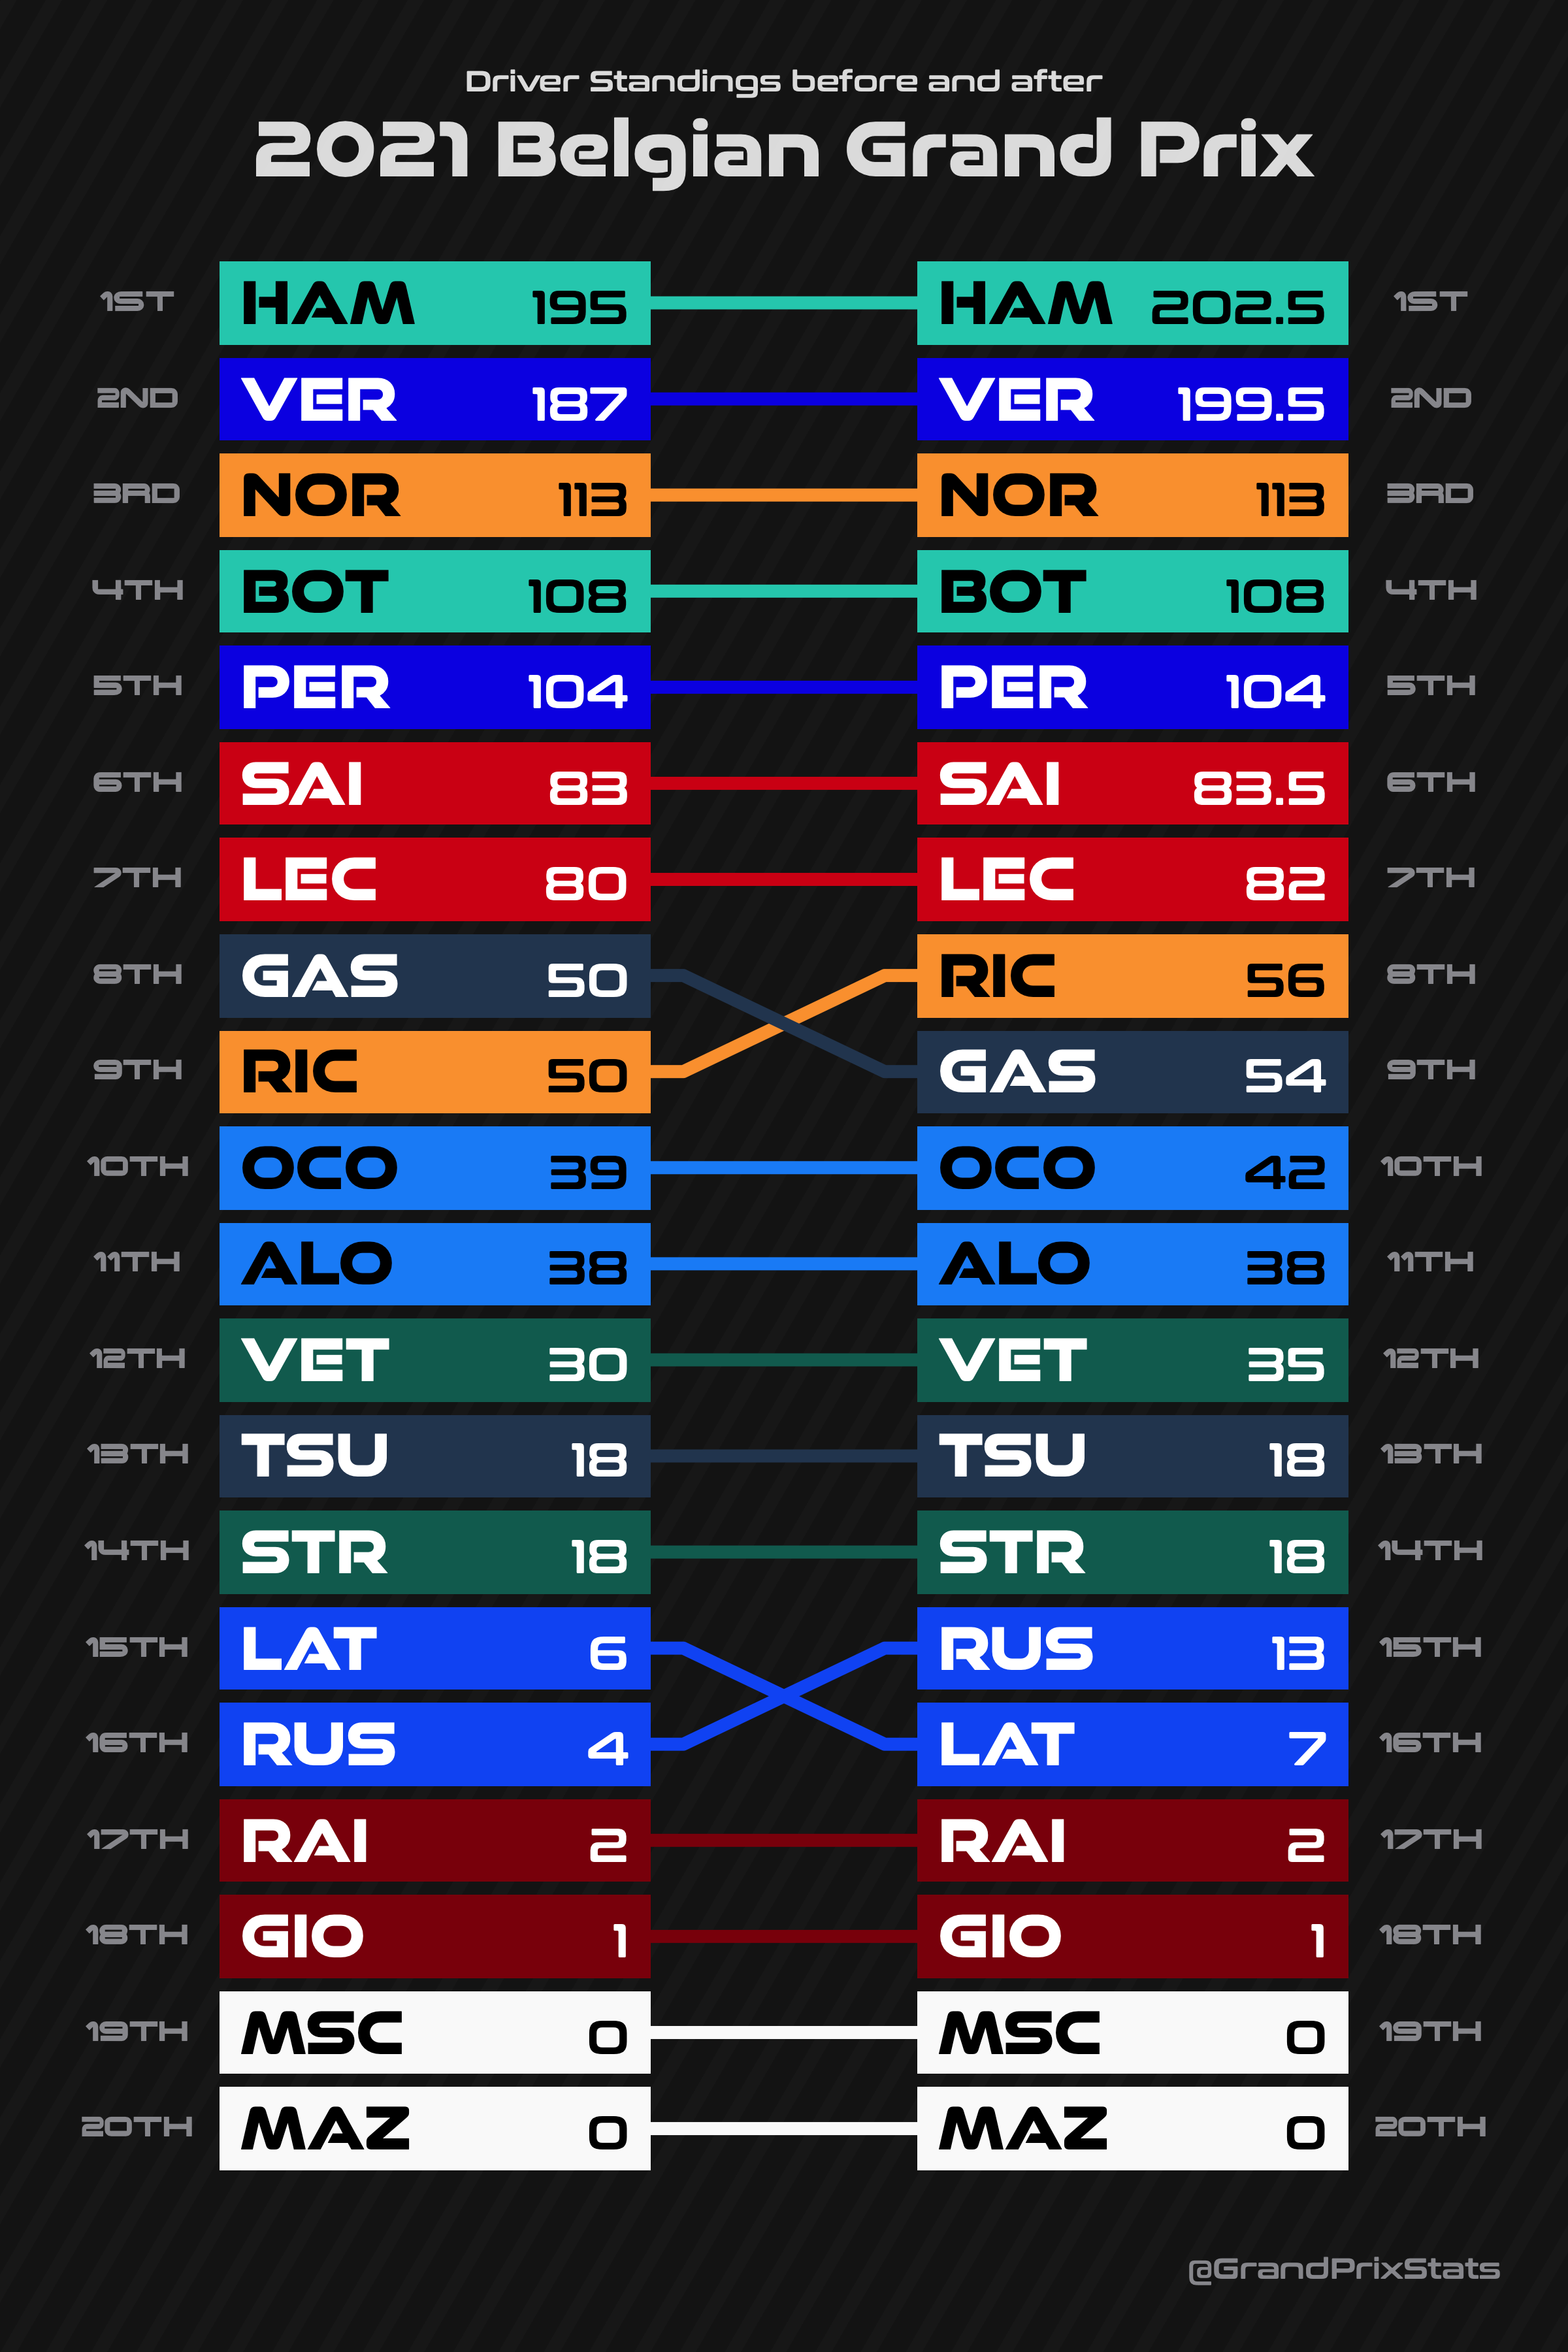 Driver Standings before and after
2021 Belgian Grand Prix
1ST HAM 195 HAM 202.5 1ST
2ND VER 187 VER 199.5 2ND
3RD NOR 113 NOR 113 3RD
4TH BOT 108 BOT 108 4TH
5TH PER 104 PER 104 5TH
6TH SAI 83 SAI 83.5 6TH
7TH LEC 80 LEC 82 7TH
8TH GAS 50 RIC 56 8TH
9TH RIC 50 GAS 54 9TH
10TH OCO 39 OCO 42 10TH
11TH ALO 38 ALO 38 11TH
12TH VET 30 VET 35 12TH
13TH TSU 18 TSU 18 13TH
14TH STR 18 STR 18 14TH
15TH LAT 6 RUS 13 15TH
16TH RUS 4 LAT 7 16TH
17TH RAI 2 RAI 2 17TH
18TH GIO 1 GIO 1 18TH
19TH MSC 0 MSC 0 19TH
20TH MAZ 0 MAZ 0 20TH
@GrandPrixStats